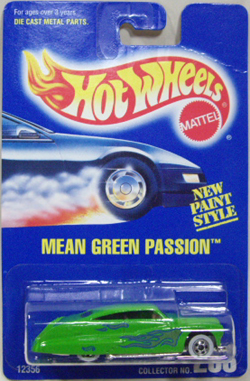 For ages over 3 years.
DIE CAST METAL PARTS.
Hot Wheels
MATTEL
NEW
PAINT
STYLE
MEAN GREEN PASSION™
12356
COLLECTOR NO.